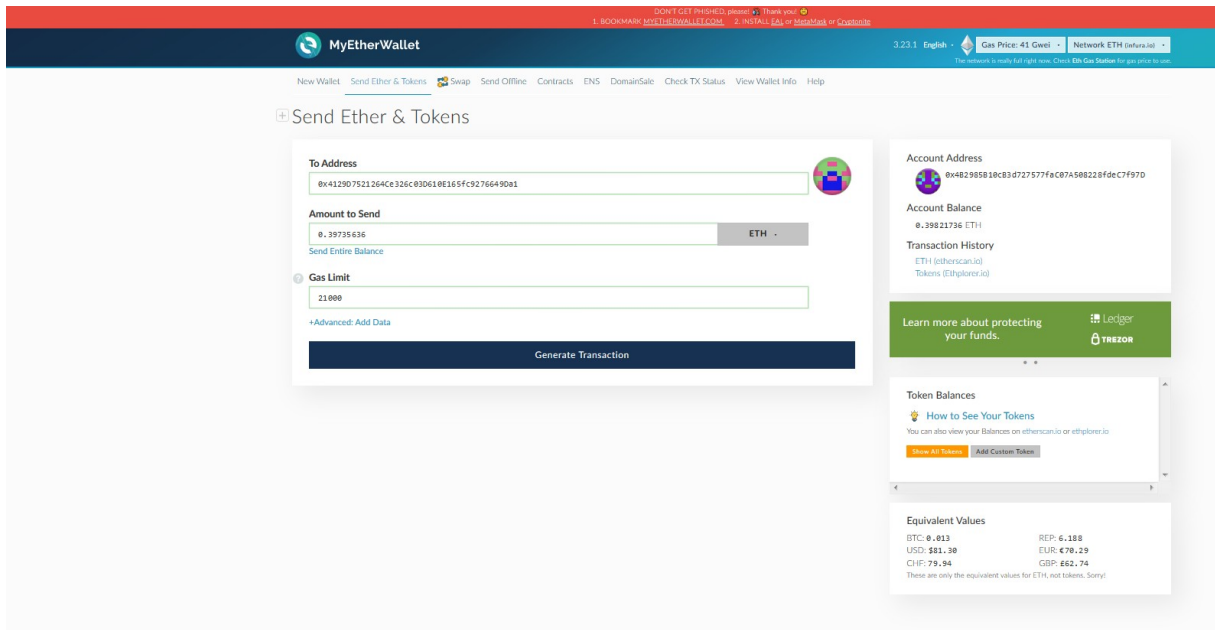 DON'T GET PHISHED, please! Thank you!
1. BOOKMARK MYETHERWALLET.COM 2. INSTALL EAL or MetaMask or Cryptonite
MyEtherWallet
3.23.1 English
Gas Price: 41 Gwei
Network ETH (infura.io)
The network is really full right now. Check Eth Gas Station for gas price to use.
New Wallet Send Ether & Tokens Swap Send Offline Contracts ENS DomainSale Check TX Status View Wallet Info Help
Send Ether & Tokens
To Address
0x4129D7521264Ce326c03D610E165fc9276649Da1
Amount to Send
0.39735636
ETH
Send Entire Balance
Gas Limit
21000
+Advanced: Add Data
Generate Transaction
Account Address
0x4B2985B10cB3d727577faC07A508228fdeC7f97D
Account Balance
0.39821736 ETH
Transaction History
ETH (etherscan.io)
Tokens (Ethplorer.io)
Learn more about protecting
your funds.
Ledger
TREZOR
Token Balances
How to See Your Tokens
You can also view your Balances on etherscan.io or ethplorer.io
Show All Tokens Add Custom Token
Equivalent Values
BTC: 0.013 REP: 6.188
USD: $81.30 EUR: €70.29
CHF: 79.94 GBP: £62.74
These are only the equivalent values for ETH, not tokens. Sorry!